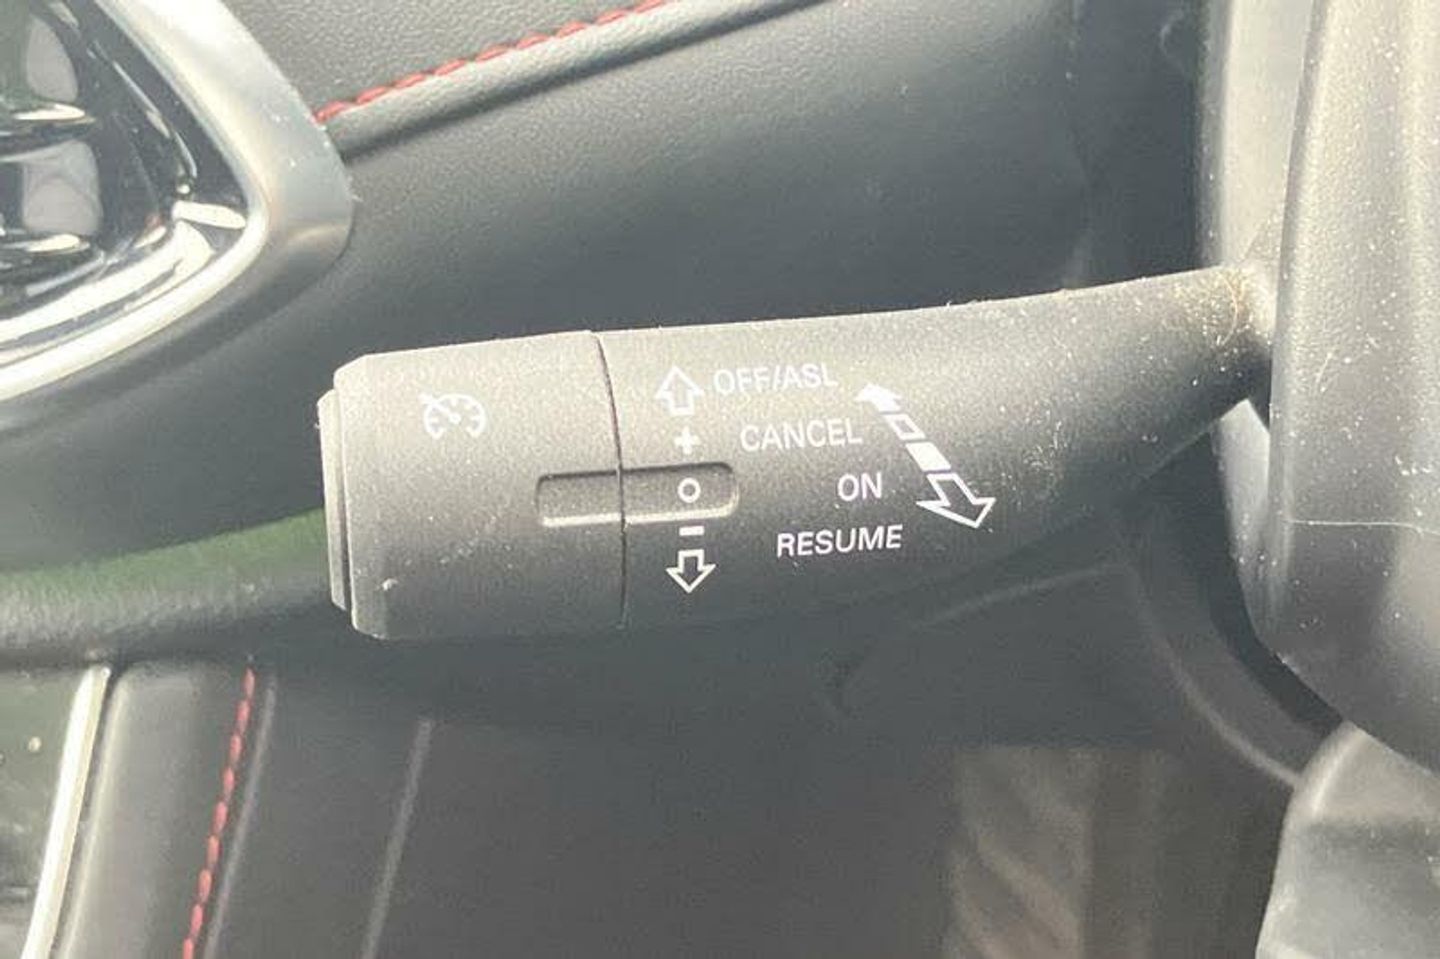 OFF/ASL
+ CANCEL
O ON
- RESUME